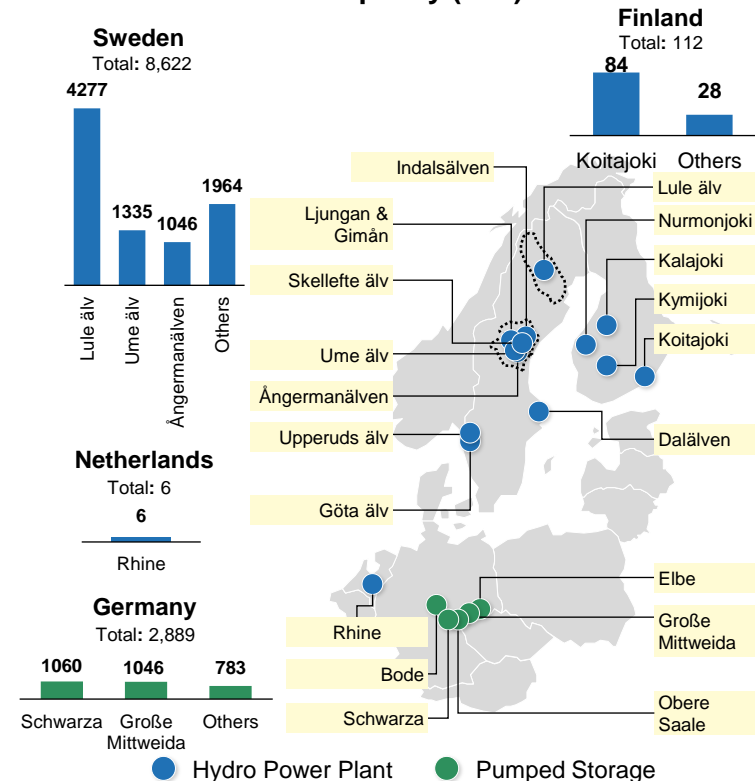 Finland
Total: 112
84
28
Koitajoki Others
Sweden
Total: 8,622
4277
1335
1046
1964
Lule älv
Ume älv
Ångermanälven
Others
Netherlands
Total: 6
6
Rhine
Germany
Total: 2,889
1060
1046
783
Schwarza
Große
Mittweida
Others
Indalsälven
Ljungan &
Gimån
Skellefte älv
Ume älv
Ångermanälven
Upperuds älv
Göta älv
Lule älv
Nurmonjoki
Kalajoki
Kymijoki
Koitajoki
Dalälven
Rhine
Bode
Schwarza
Elbe
Große
Mittweida
Obere
Saale
Hydro Power Plant
Pumped Storage